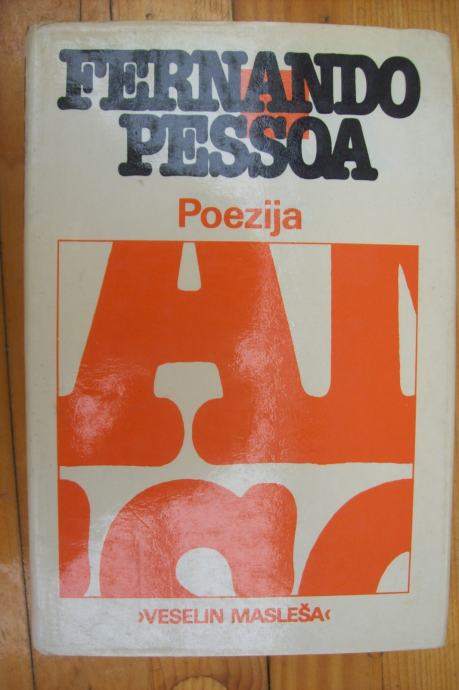 FERNANDO
PESSOA
Poezija
›VESELIN MASLEŠA‹